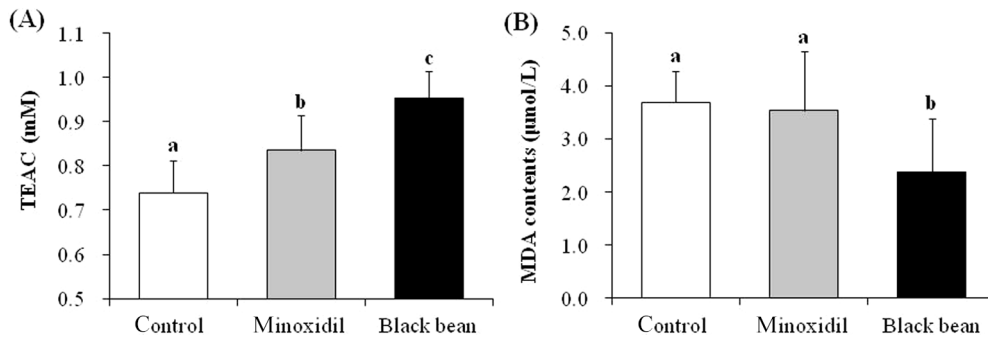 (A)
TEAC (mM)
1.1
1.0
0.9
0.8
0.7
0.6
0.5
a
b
c
Control
Minoxidil
Black bean
(B)
MDA contents (µmol/L)
5.0
4.0
3.0
2.0
1.0
0.0
a
a
b
Control
Minoxidil
Black bean